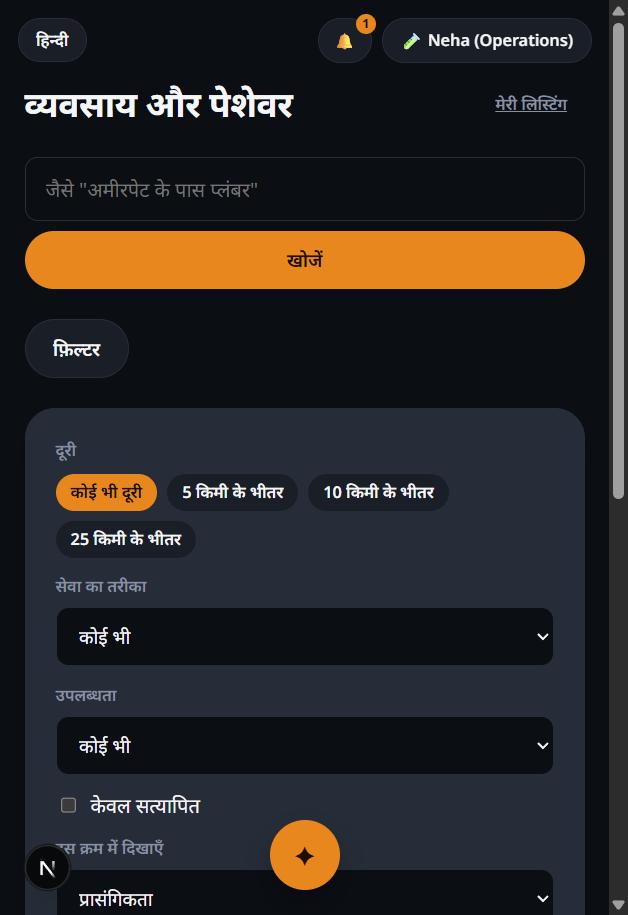 हिन्दी
1
Neha (Operations)
व्यवसाय और पेशेवर
मेरी लिस्टिंग
जैसे "अमीरपेट के पास प्लंबर"
खोजें
फ़िल्टर
दूरी
कोई भी दूरी
5 किमी के भीतर
10 किमी के भीतर
25 किमी के भीतर
सेवा का तरीका
कोई भी
उपलब्धता
कोई भी
केवल सत्यापित
क्रम में दिखाएँ
N
प्रासंगिकता